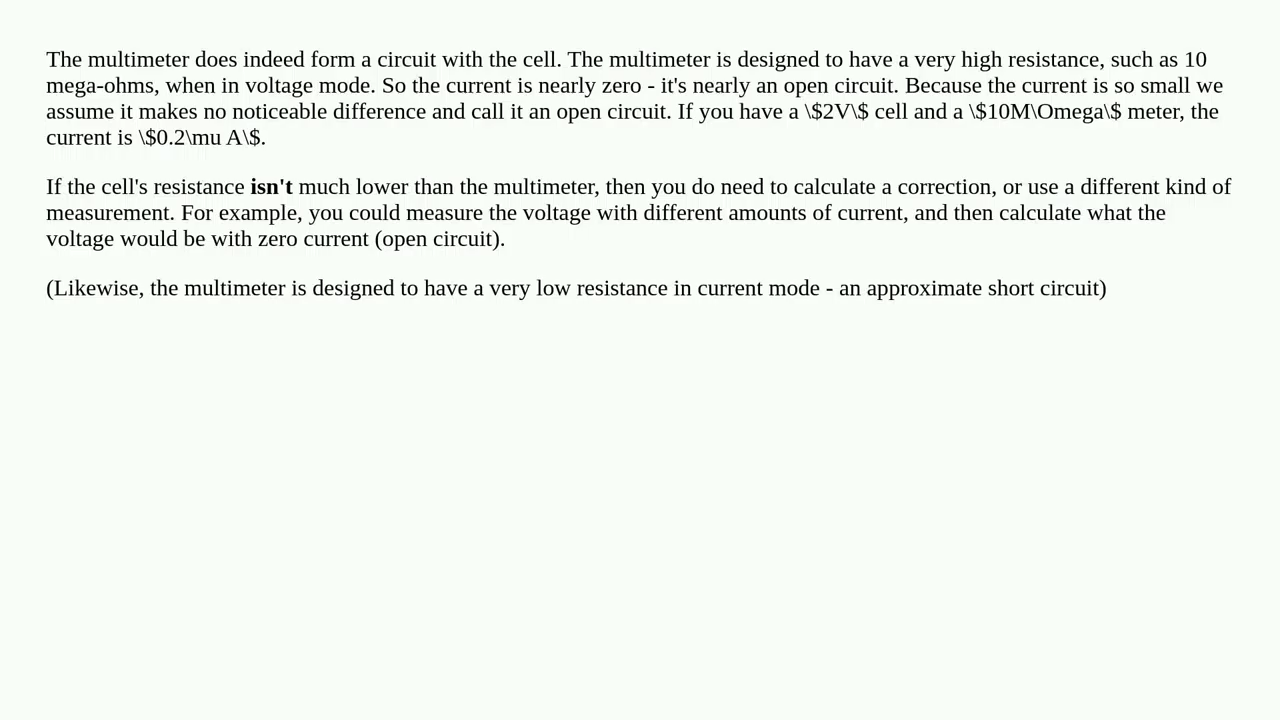 The multimeter does indeed form a circuit with the cell. The multimeter is designed to have a very high resistance, such as 10
mega-ohms, when in voltage mode. So the current is nearly zero - it's nearly an open circuit. Because the current is so small we
assume it makes no noticeable difference and call it an open circuit. If you have a \$2V\$ cell and a \$10M\Omega\$ meter, the
current is \$0.2\mu A\$.
If the cell's resistance isn't much lower than the multimeter, then you do need to calculate a correction, or use a different kind of
measurement. For example, you could measure the voltage with different amounts of current, and then calculate what the
voltage would be with zero current (open circuit).
(Likewise, the multimeter is designed to have a very low resistance in current mode - an approximate short circuit)